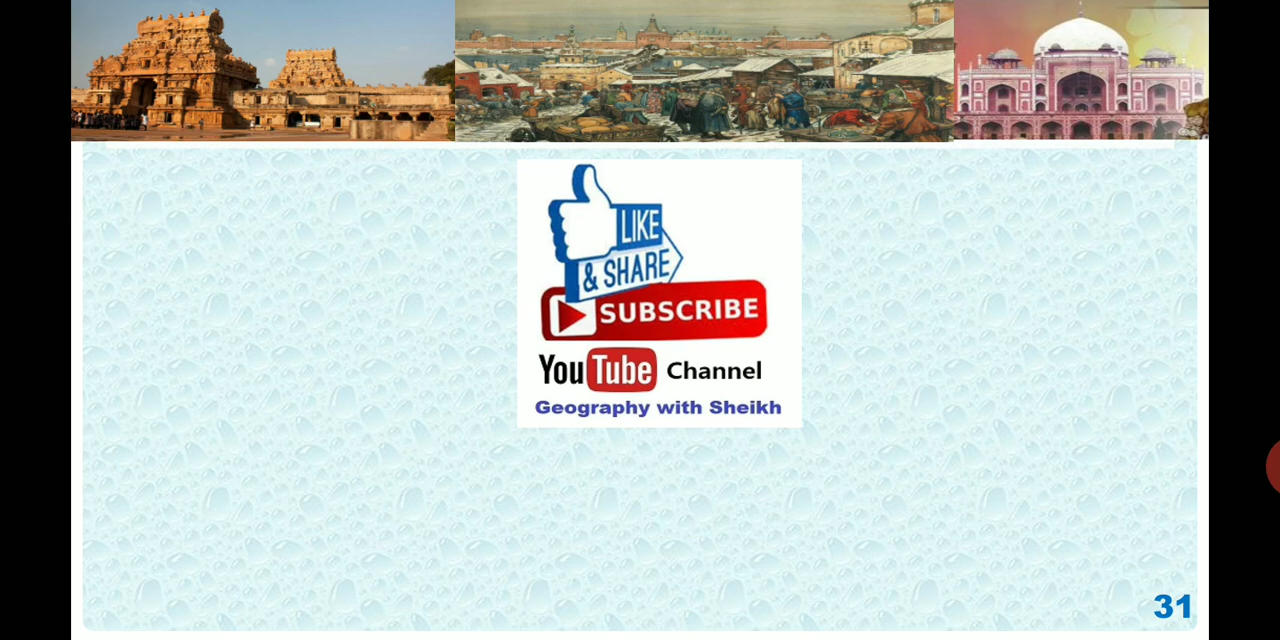 LIKE
& SHARE
SUBSCRIBE
YouTube Channel
Geography with Sheikh
31